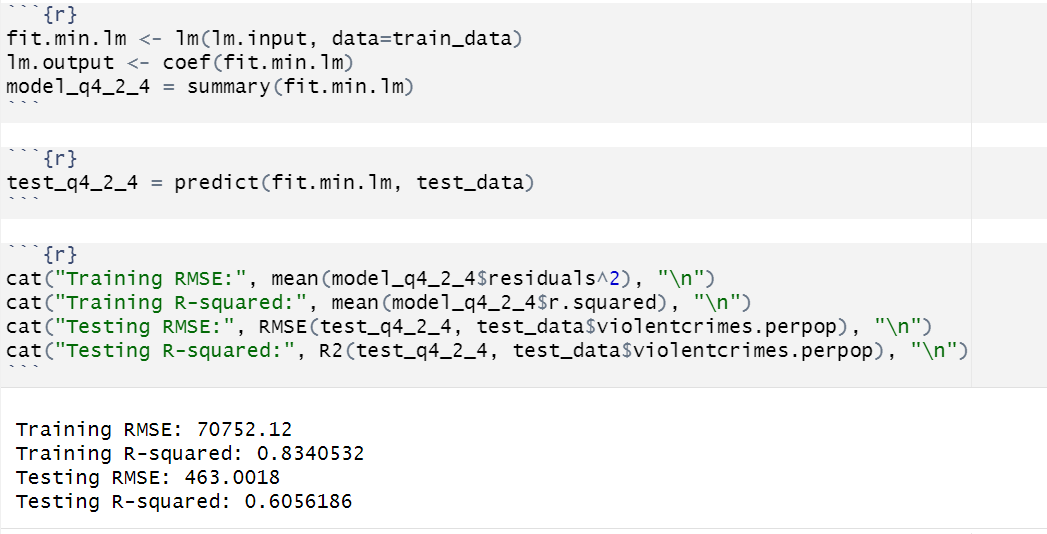 ```{r}
fit.min.lm <- lm(lm.input, data=train_data)
lm.output <- coef(fit.min.lm)
model_q4_2_4 = summary(fit.min.lm)
```
```{r}
test_q4_2_4 = predict(fit.min.lm, test_data)
```
```{r}
cat("Training RMSE:", mean(model_q4_2_4$residuals^2), "\n")
cat("Training R-squared:", mean(model_q4_2_4$r.squared), "\n")
cat("Testing RMSE:", RMSE(test_q4_2_4, test_data$violentcrimes.perpop), "\n")
cat("Testing R-squared:", R2(test_q4_2_4, test_data$violentcrimes.perpop), "\n")
```
Training RMSE: 70752.12
Training R-squared: 0.8340532
Testing RMSE: 463.0018
Testing R-squared: 0.6056186